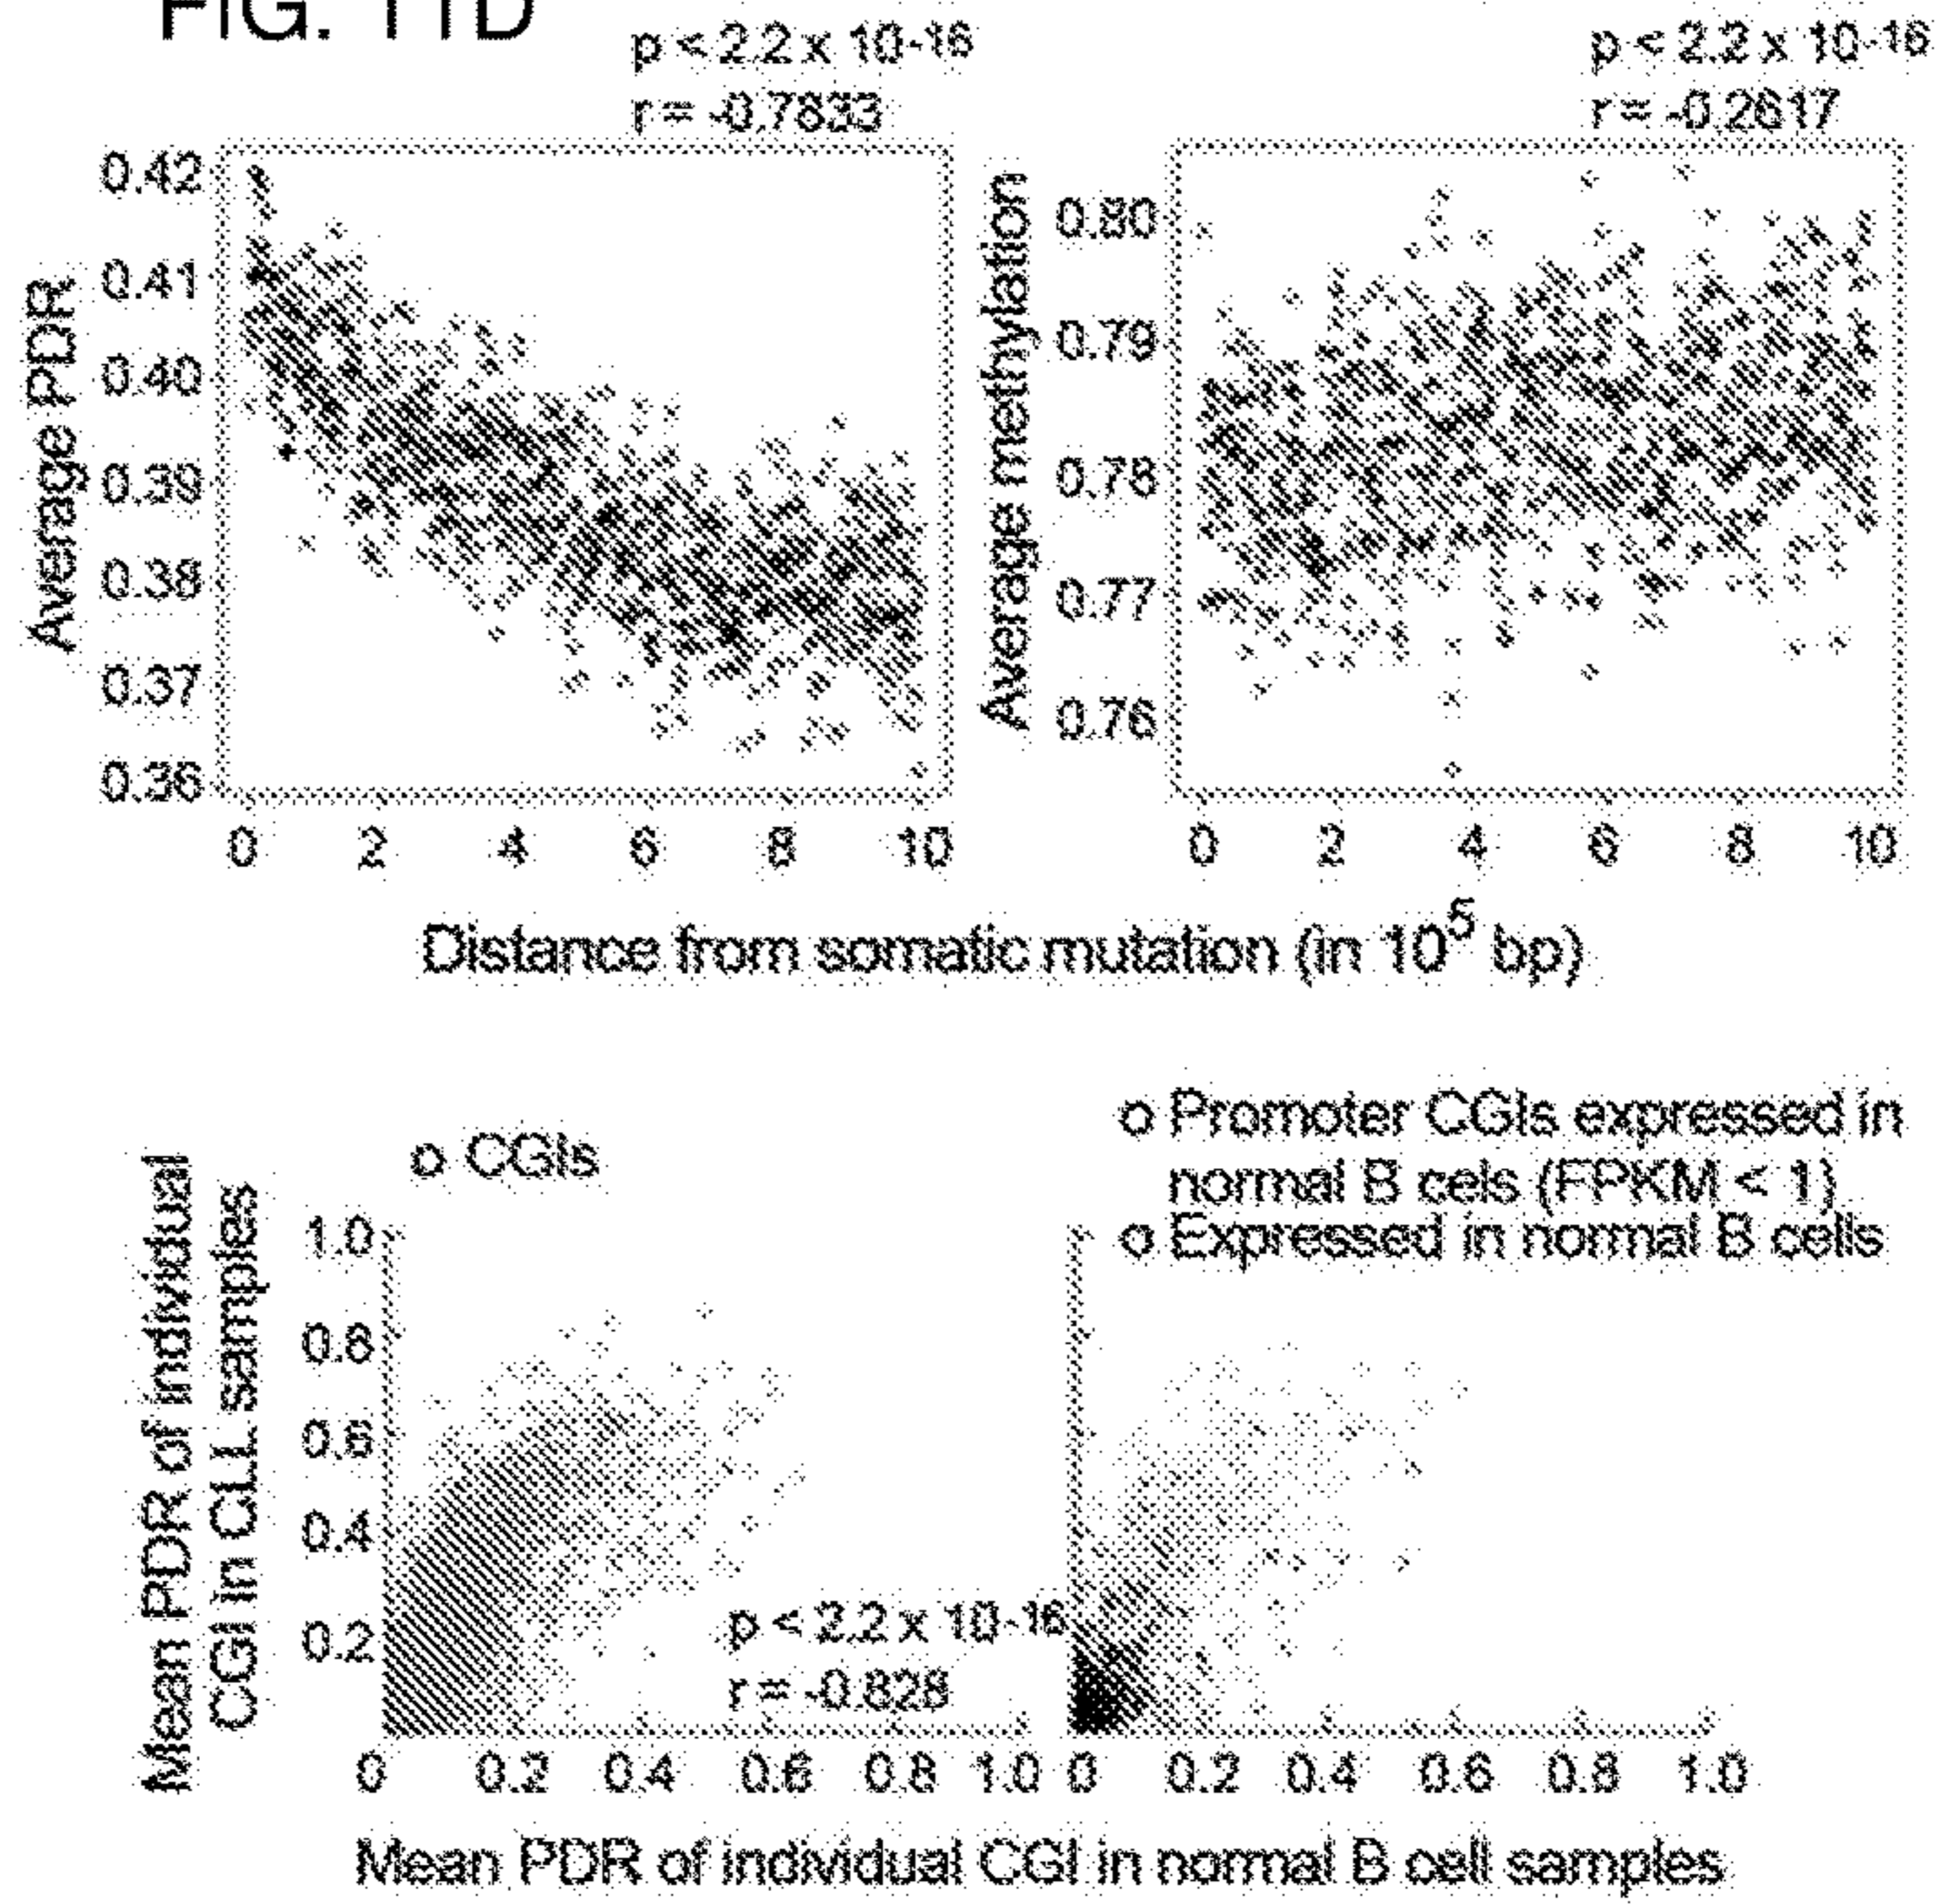 FIG. 11D
p < 2.2 x 10-16
r = -0.7833
p < 2.2 x 10-16
r = -0.2617
Average PDR
0.42
0.41
0.40
0.39
0.38
0.37
0.36
0 2 4 6 8 10
Average methylation
0.80
0.79
0.78
0.77
0.76
0 2 4 6 8 10
Distance from somatic mutation (in 10⁵ bp)
Mean PDR of individual
CGI in CLL samples
o CGIs
1.0
0.8
0.6
0.4
0.2
p < 2.2 x 10-16
r = -0.828
0 0.2 0.4 0.6 0.8 1.0
o Promoter CGIs expressed in
normal B cels (FPKM < 1)
o Expressed in normal B cells
0 0.2 0.4 0.6 0.8 1.0
Mean PDR of individual CGI in normal B cell samples